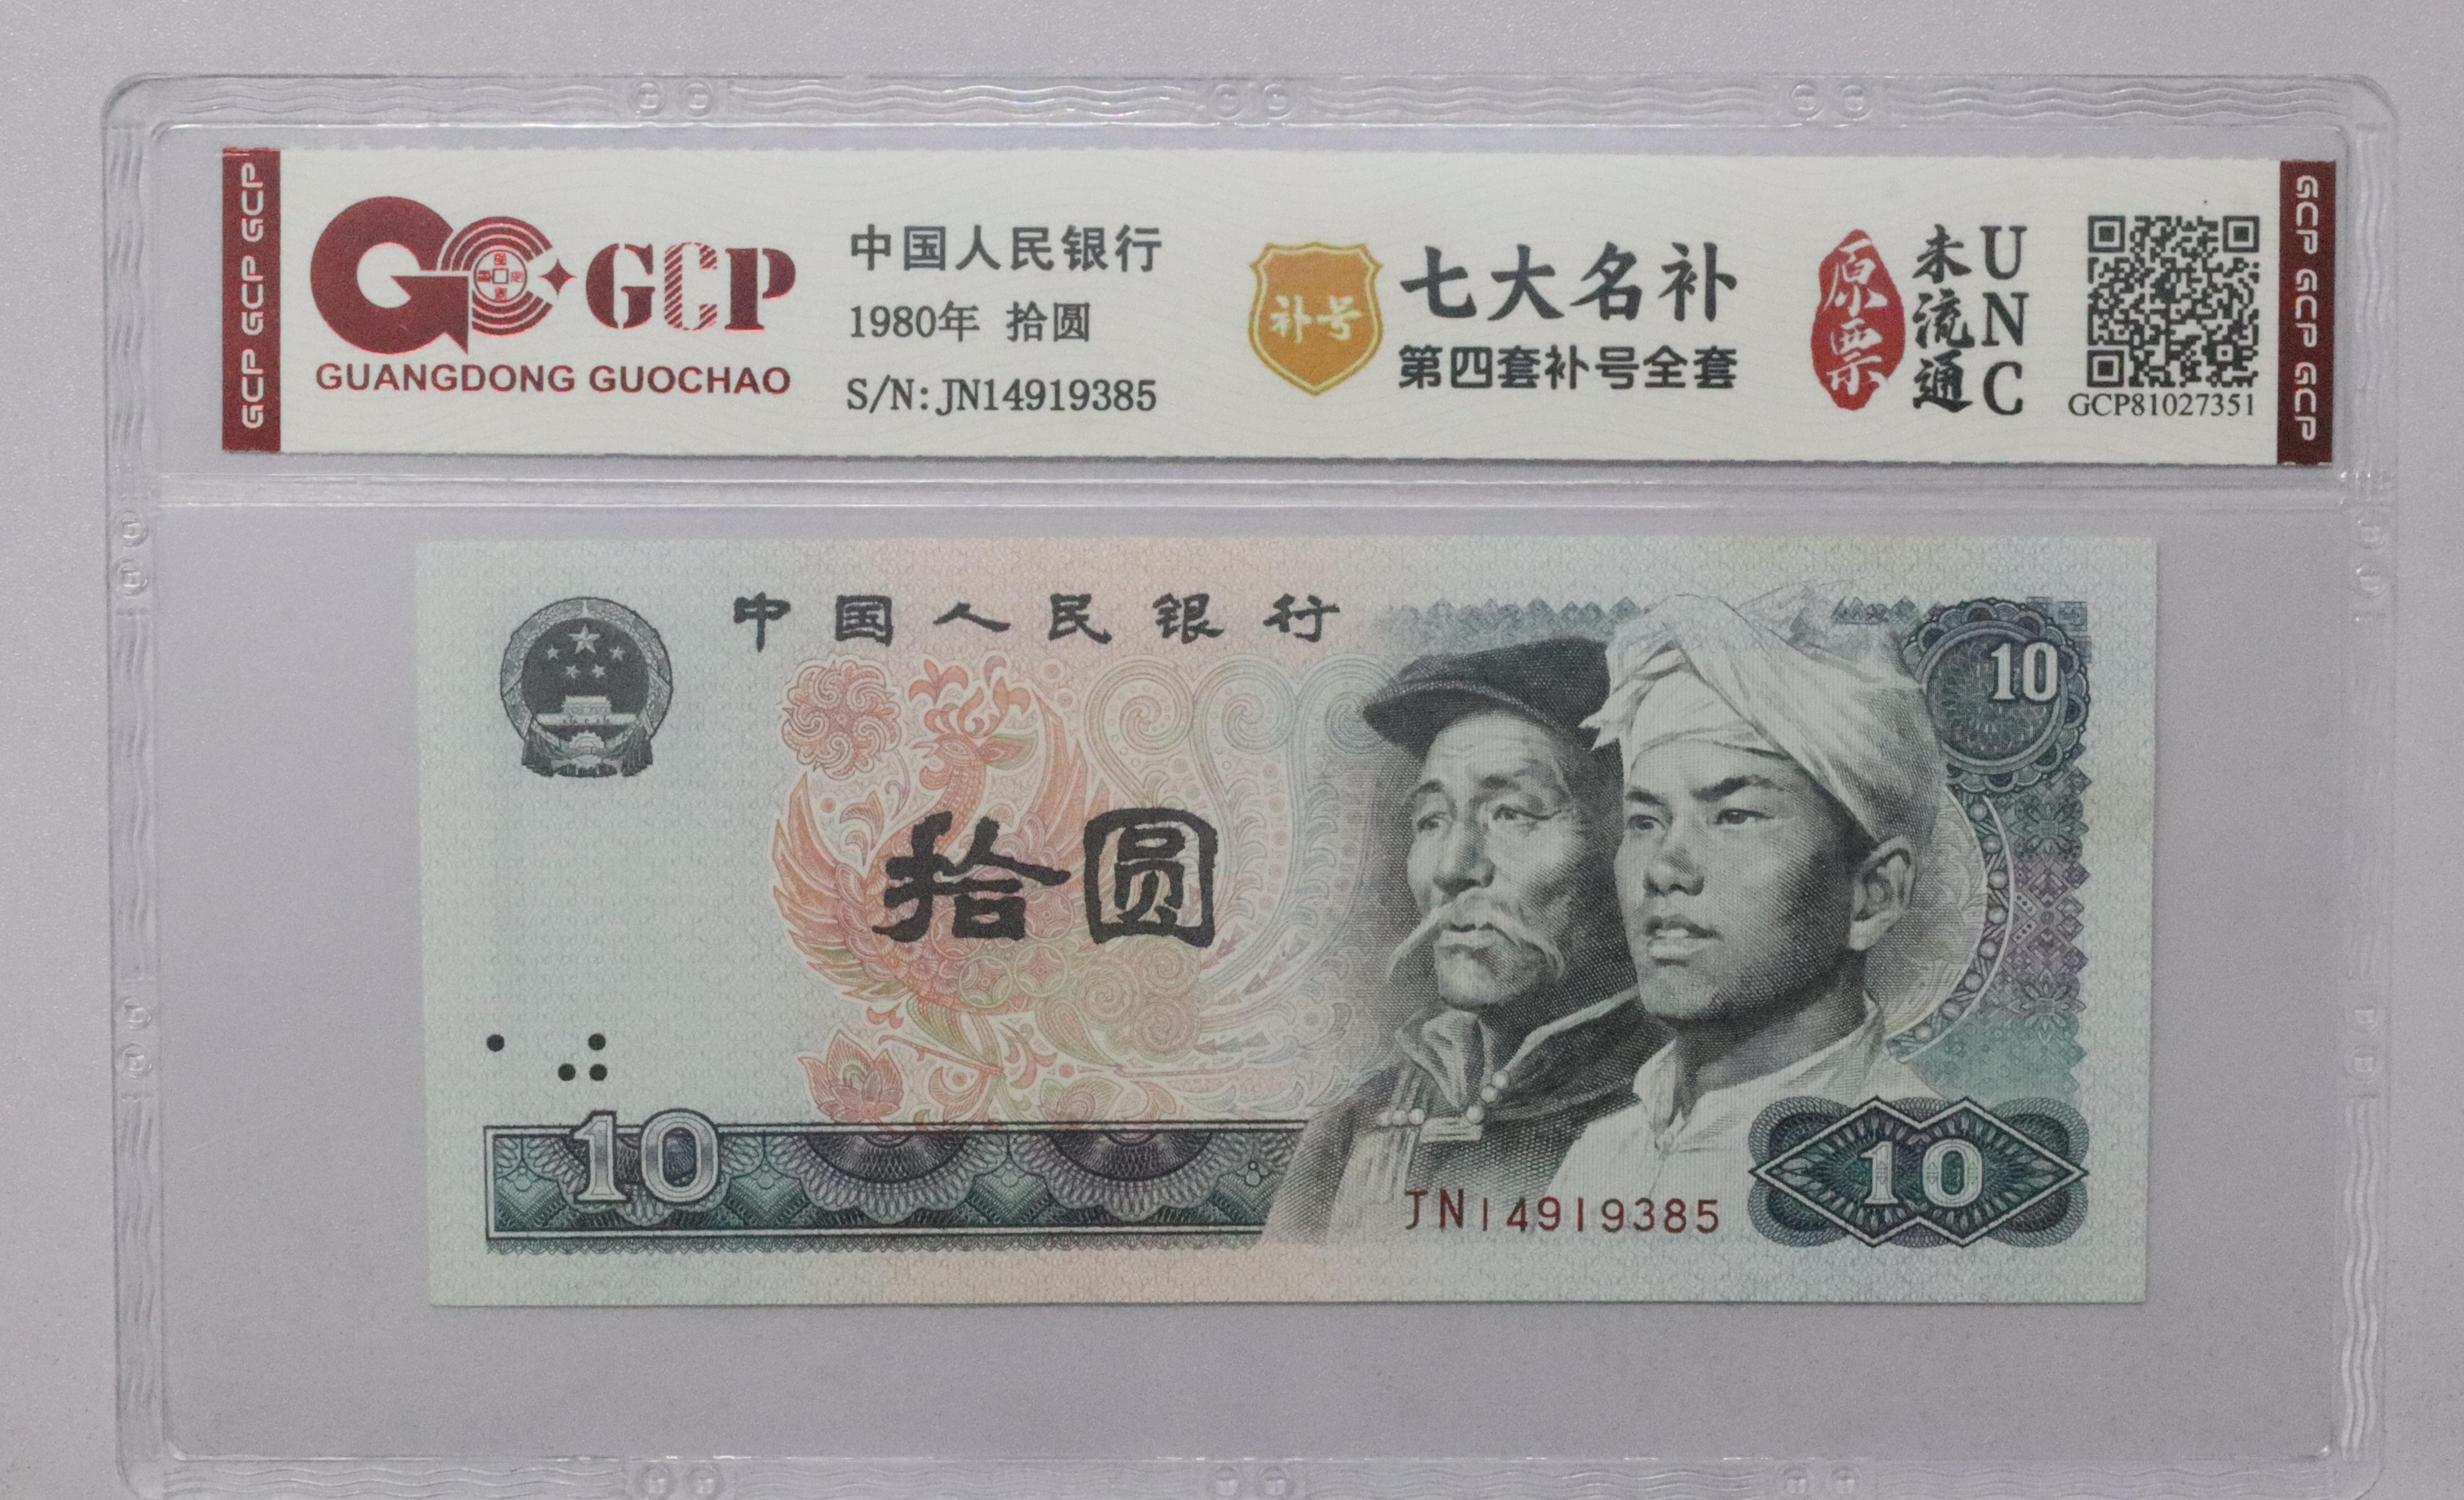 GCP GCP GCP
GCP
GUANGDONG GUOCHAO
中国人民银行
1980年 拾圆
S/N: JN14919385
补号
七大名补
第四套补号全套
原票
未流通
UNC
GCP81027351
GCP GCP GCP
中国人民银行
10
拾圆
10
JN14919385
10